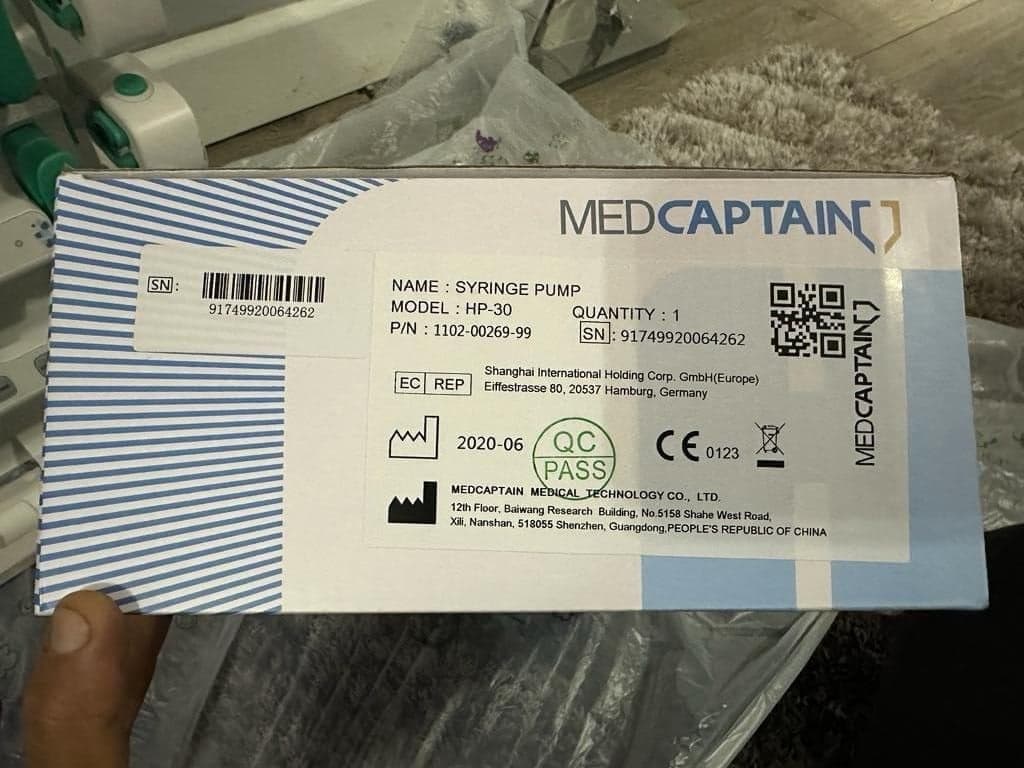 MEDCAPTAIN
SN:
91749920064262
NAME : SYRINGE PUMP
MODEL : HP-30
QUANTITY : 1
P/N : 1102-00269-99
SN : 91749920064262
EC REP
Shanghai International Holding Corp. GmbH(Europe)
Eiffestrasse 80, 20537 Hamburg, Germany
2020-06
QC
PASS
CE 0123
MEDCAPTAIN MEDICAL TECHNOLOGY CO., LTD.
12th Floor, Baiwang Research Building, No.5158 Shahe West Road,
Xili, Nanshan, 518055 Shenzhen, Guangdong,PEOPLE'S REPUBLIC OF CHINA
MEDCAPTAIN